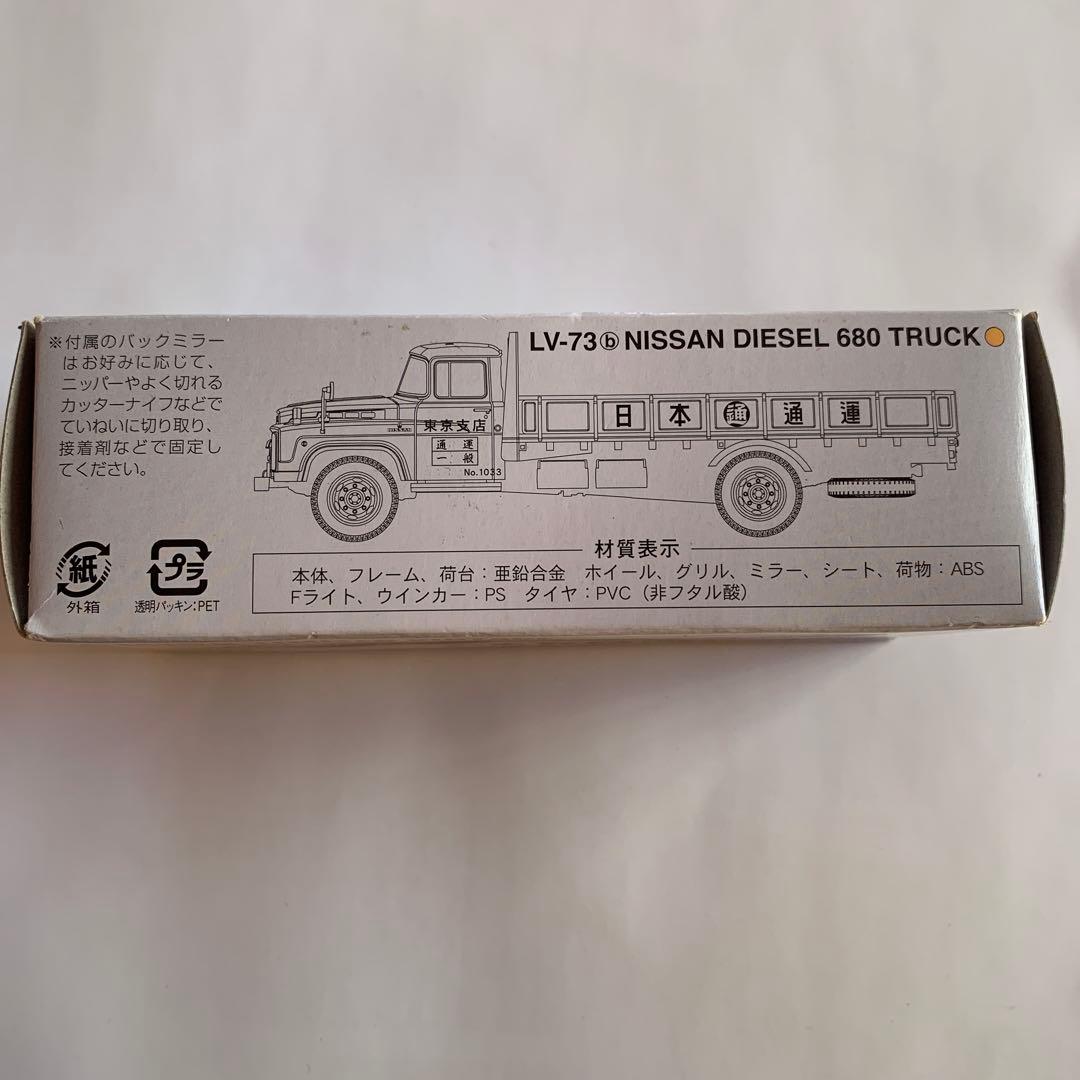 LV-73ⓑ NISSAN DIESEL 680 TRUCK
※付属のバックミラー
はお好みに応じて、
ニッパーやよく切れる
カッターナイフなどで
ていねいに切り取り、
接着剤などで固定し
てください。
東京支店
通運
一般
No.1033
日本通通運
紙
外箱
プラ
透明パッキン:PET
材質表示
本体、フレーム、荷台:亜鉛合金 ホイール、グリル、ミラー、シート、荷物:ABS
Fライト、ウインカー:PS タイヤ:PVC(非フタル酸)